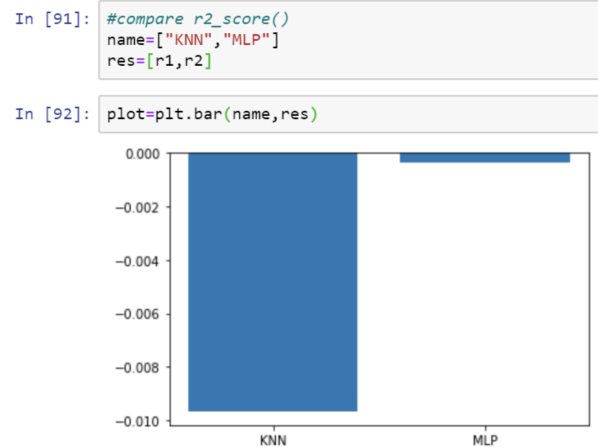 In [91]: #compare r2_score()
name=["KNN","MLP"]
res=[r1,r2]
In [92]: plot=plt.bar(name,res)
0.000
−0.002
−0.004
−0.006
−0.008
−0.010
KNN MLP